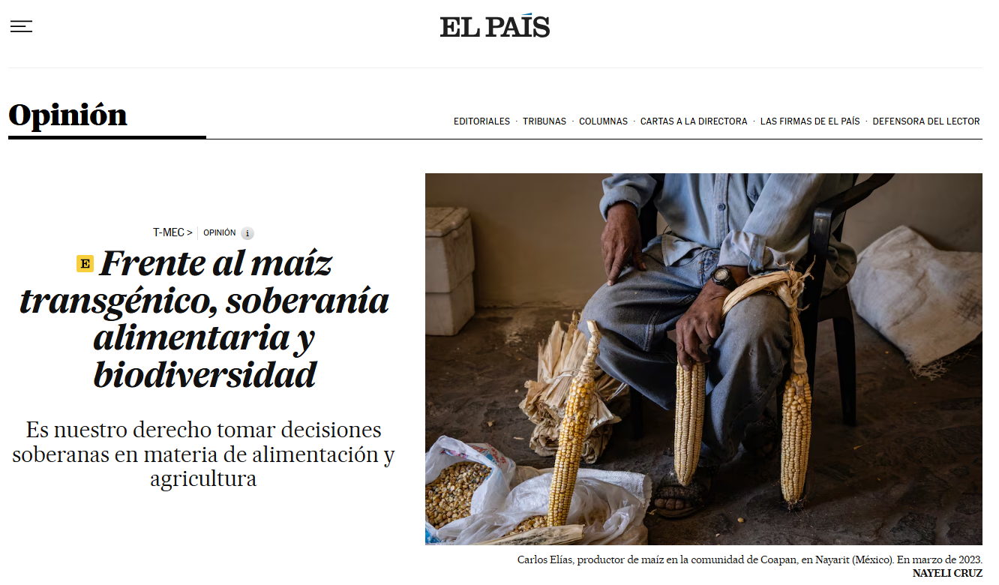 EL PAÍS
Opinión
EDITORIALES · TRIBUNAS · COLUMNAS · CARTAS A LA DIRECTORA · LAS FIRMAS DE EL PAÍS · DEFENSORA DEL LECTOR
T-MEC > OPINIÓN i
E Frente al maíz
transgénico, soberanía
alimentaria y
biodiversidad
Es nuestro derecho tomar decisiones
soberanas en materia de alimentación y
agricultura
Carlos Elías, productor de maíz en la comunidad de Coapan, en Nayarit (México). En marzo de 2023.
NAYELI CRUZ